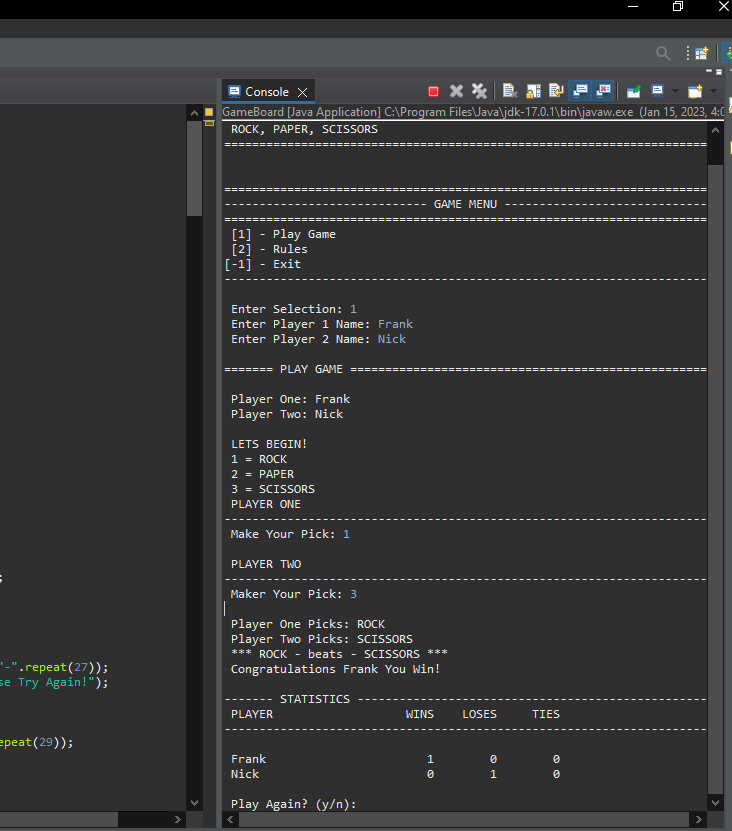 Console
GameBoard [Java Application] C:\Program Files\Java\jdk-17.0.1\bin\javaw.exe (Jan 15, 2023, 4:0
ROCK, PAPER, SCISSORS
=====================================================================
=====================================================================
----------------------------- GAME MENU -----------------------------
=====================================================================
[1] - Play Game
[2] - Rules
[-1] - Exit
---------------------------------------------------------------------
Enter Selection: 1
Enter Player 1 Name: Frank
Enter Player 2 Name: Nick
======= PLAY GAME ===================================================
Player One: Frank
Player Two: Nick
LETS BEGIN!
1 = ROCK
2 = PAPER
3 = SCISSORS
PLAYER ONE
---------------------------------------------------------------------
Make Your Pick: 1
PLAYER TWO
---------------------------------------------------------------------
Maker Your Pick: 3
Player One Picks: ROCK
Player Two Picks: SCISSORS
*** ROCK - beats - SCISSORS ***
Congratulations Frank You Win!
------- STATISTICS --------------------------------------------------
PLAYER WINS LOSES TIES
---------------------------------------------------------------------
Frank 1 0 0
Nick 0 1 0
Play Again? (y/n):
;
"-".repeat(27));
se Try Again!");
epeat(29));